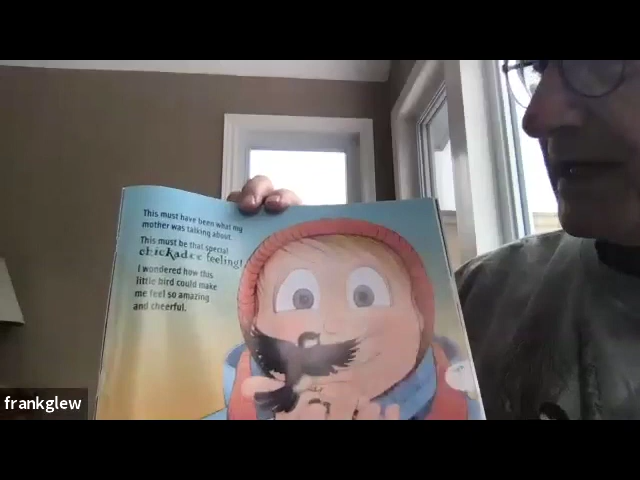 This must have been what my
mother was talking about.
This must be that special
chickadee feeling!
I wondered how this
little bird could make
me feel so amazing
and cheerful.
frankglew